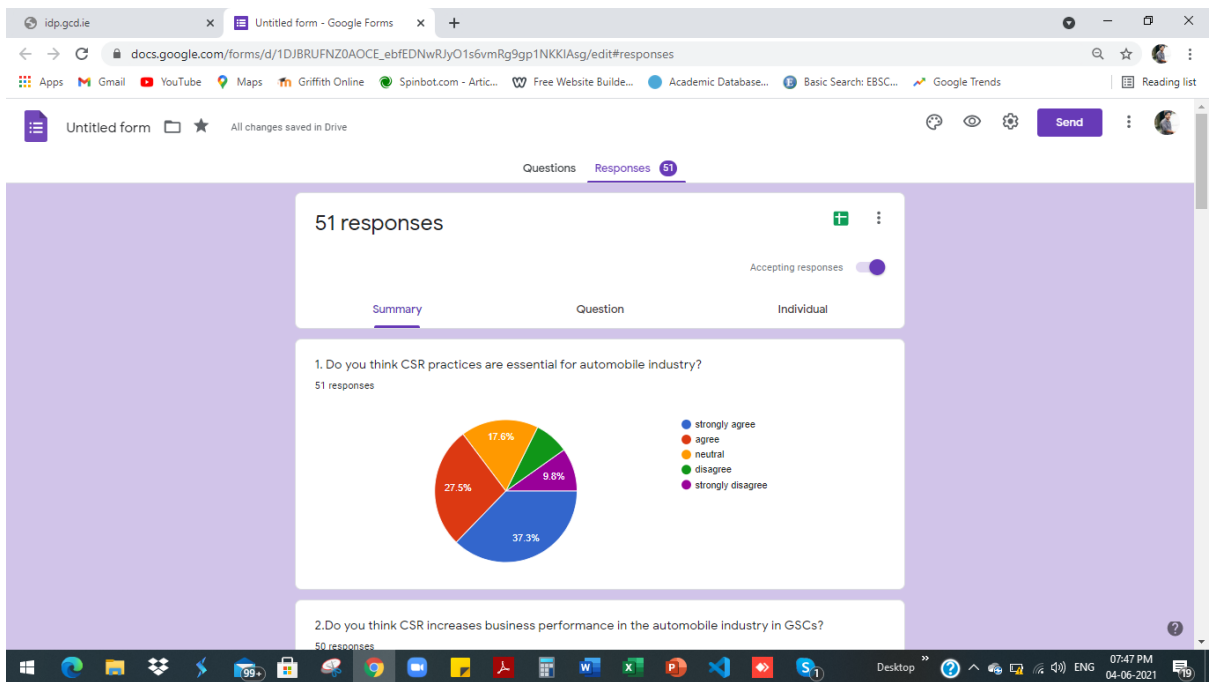 idp.gcd.ie
Untitled form - Google Forms
docs.google.com/forms/d/1DJBRUFNZ0AOCE_ebfEDNwRJyO1s6vmRg9gp1NKKIAsg/edit#responses
Apps Gmail YouTube Maps Griffith Online Spinbot.com - Artic... Free Website Builde... Academic Database... Basic Search: EBSC... Google Trends Reading list
Untitled form All changes saved in Drive Send
Questions Responses 51
51 responses
Accepting responses
Summary Question Individual
1. Do you think CSR practices are essential for automobile industry?
51 responses
strongly agree
agree
neutral
disagree
strongly disagree
17.6%
9.8%
27.5%
37.3%
2.Do you think CSR increases business performance in the automobile industry in GSCs?
50 responses
99+ Desktop ENG 07:47 PM
04-06-2021
19